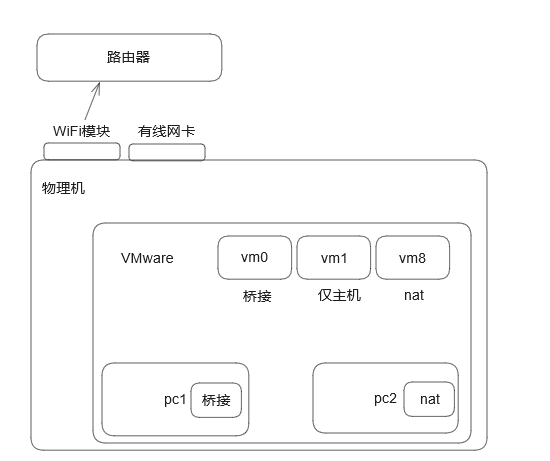 路由器
WiFi模块
有线网卡
物理机
VMware
vm0
vm1
vm8
桥接
仅主机
nat
pc1
桥接
pc2
nat